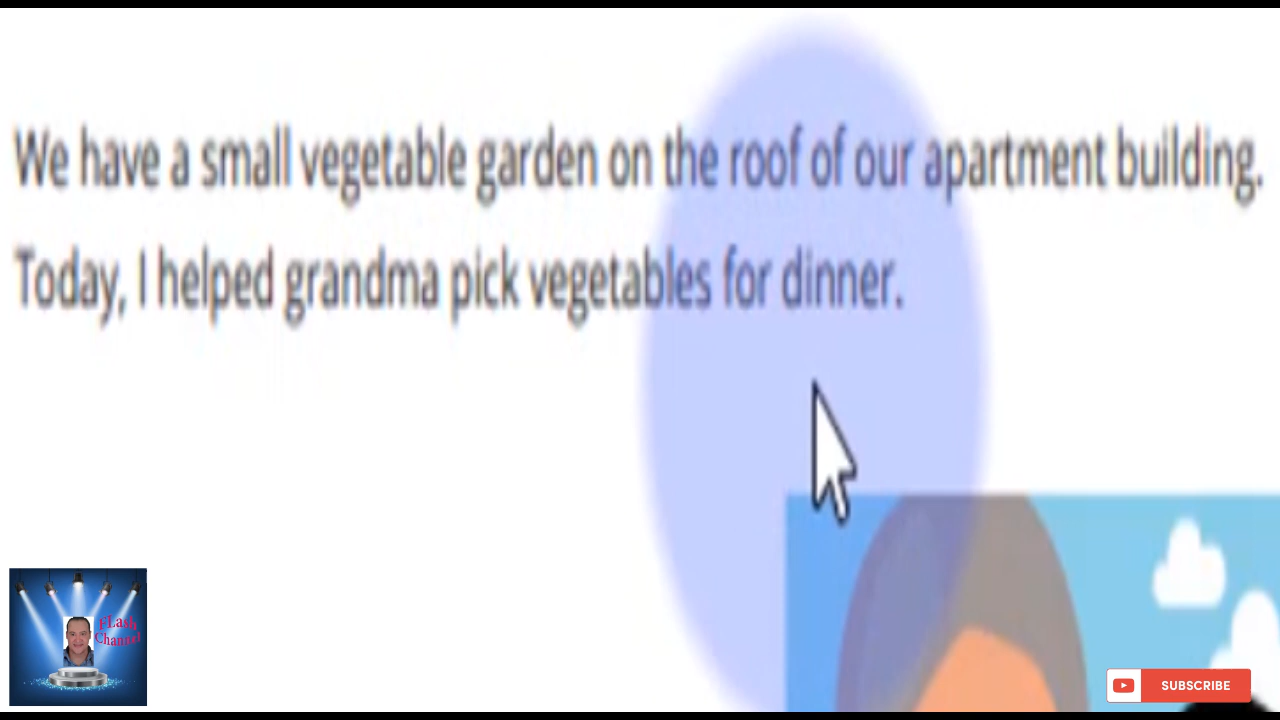 We have a small vegetable garden on the roof of our apartment building.
Today, I helped grandma pick vegetables for dinner.
FLash
Channel
SUBSCRIBE